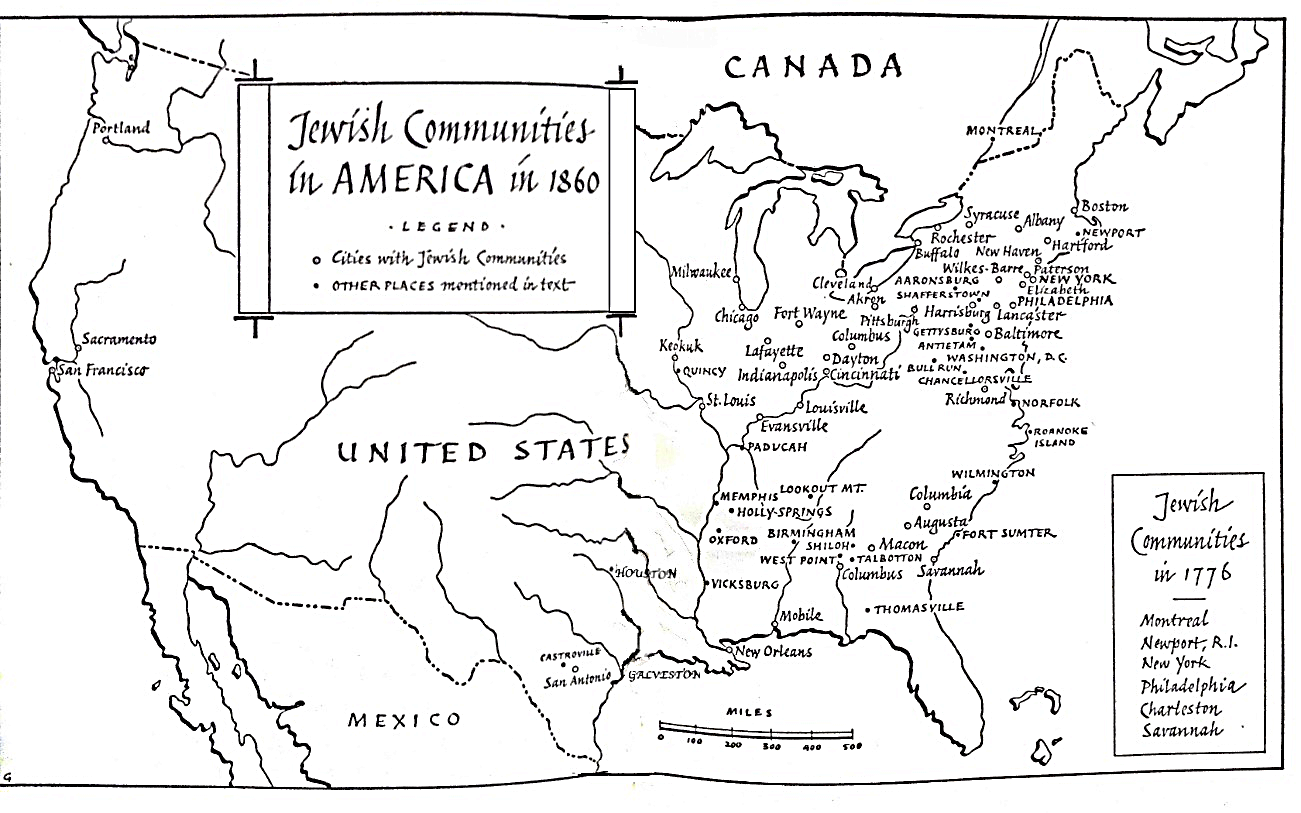 CANADA
Jewish Communities
in AMERICA in 1860
· LEGEND ·
Cities with Jewish Communities
OTHER PLACES mentioned in text
Portland
MONTREAL
Boston
Syracuse
Albany
NEWPORT
Rochester
Hartford
Buffalo
New Haven
Milwaukee
Wilkes-Barre
Paterson
Cleveland
AARONSBURG
NEW YORK
Elizabeth
Akron
SHAFFERSTOWN
PHILADELPHIA
Chicago
Fort Wayne
Pittsburgh
Harrisburg
Lancaster
Columbus
GETTYSBURG
Baltimore
Sacramento
Keokuk
Lafayette
ANTIETAM
San Francisco
QUINCY
Dayton
WASHINGTON, D.C.
Indianapolis
Cincinnati
BULL RUN
CHANCELLORSVILLE
St. Louis
Louisville
Richmond
NORFOLK
Evansville
ROANOKE
ISLAND
UNITED STATES
PADUCAH
WILMINGTON
MEMPHIS
LOOKOUT MT.
Columbia
HOLLY-SPRINGS
Augusta
OXFORD
BIRMINGHAM
FORT SUMTER
SHILOH
Macon
WEST POINT
TALBOTTON
HOUSTON
Columbus
Savannah
VICKSBURG
Mobile
THOMASVILLE
CASTROVILLE
New Orleans
San Antonio
GALVESTON
MEXICO
MILES
0 100 200 300 400 500
Jewish
Communities
in 1776
Montreal
Newport, R.I.
New York
Philadelphia
Charleston
Savannah
G